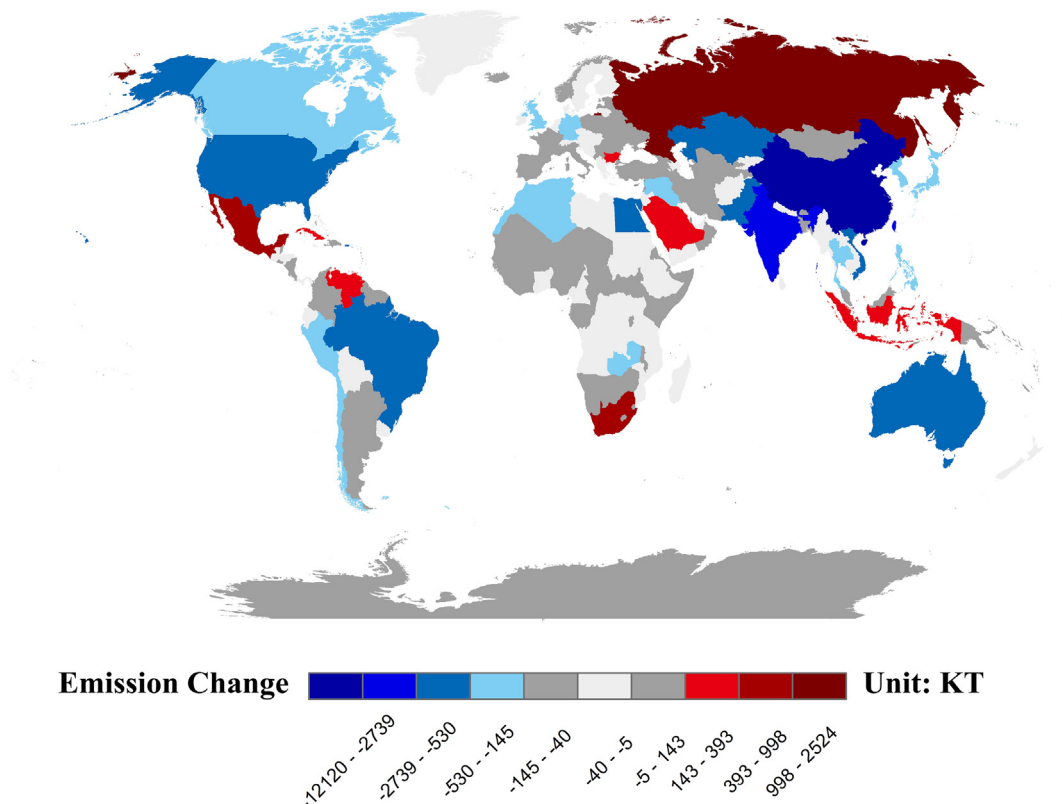 Emission Change
Unit: KT
-12120 - -2739
-2739 - -530
-530 - -145
-145 - -40
-40 - -5
-5 - 143
143 - 393
393 - 998
998 - 2524